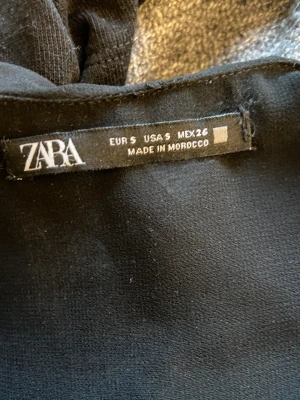 ZARA
EUR S USA S MEX 26
MADE IN MOROCCO